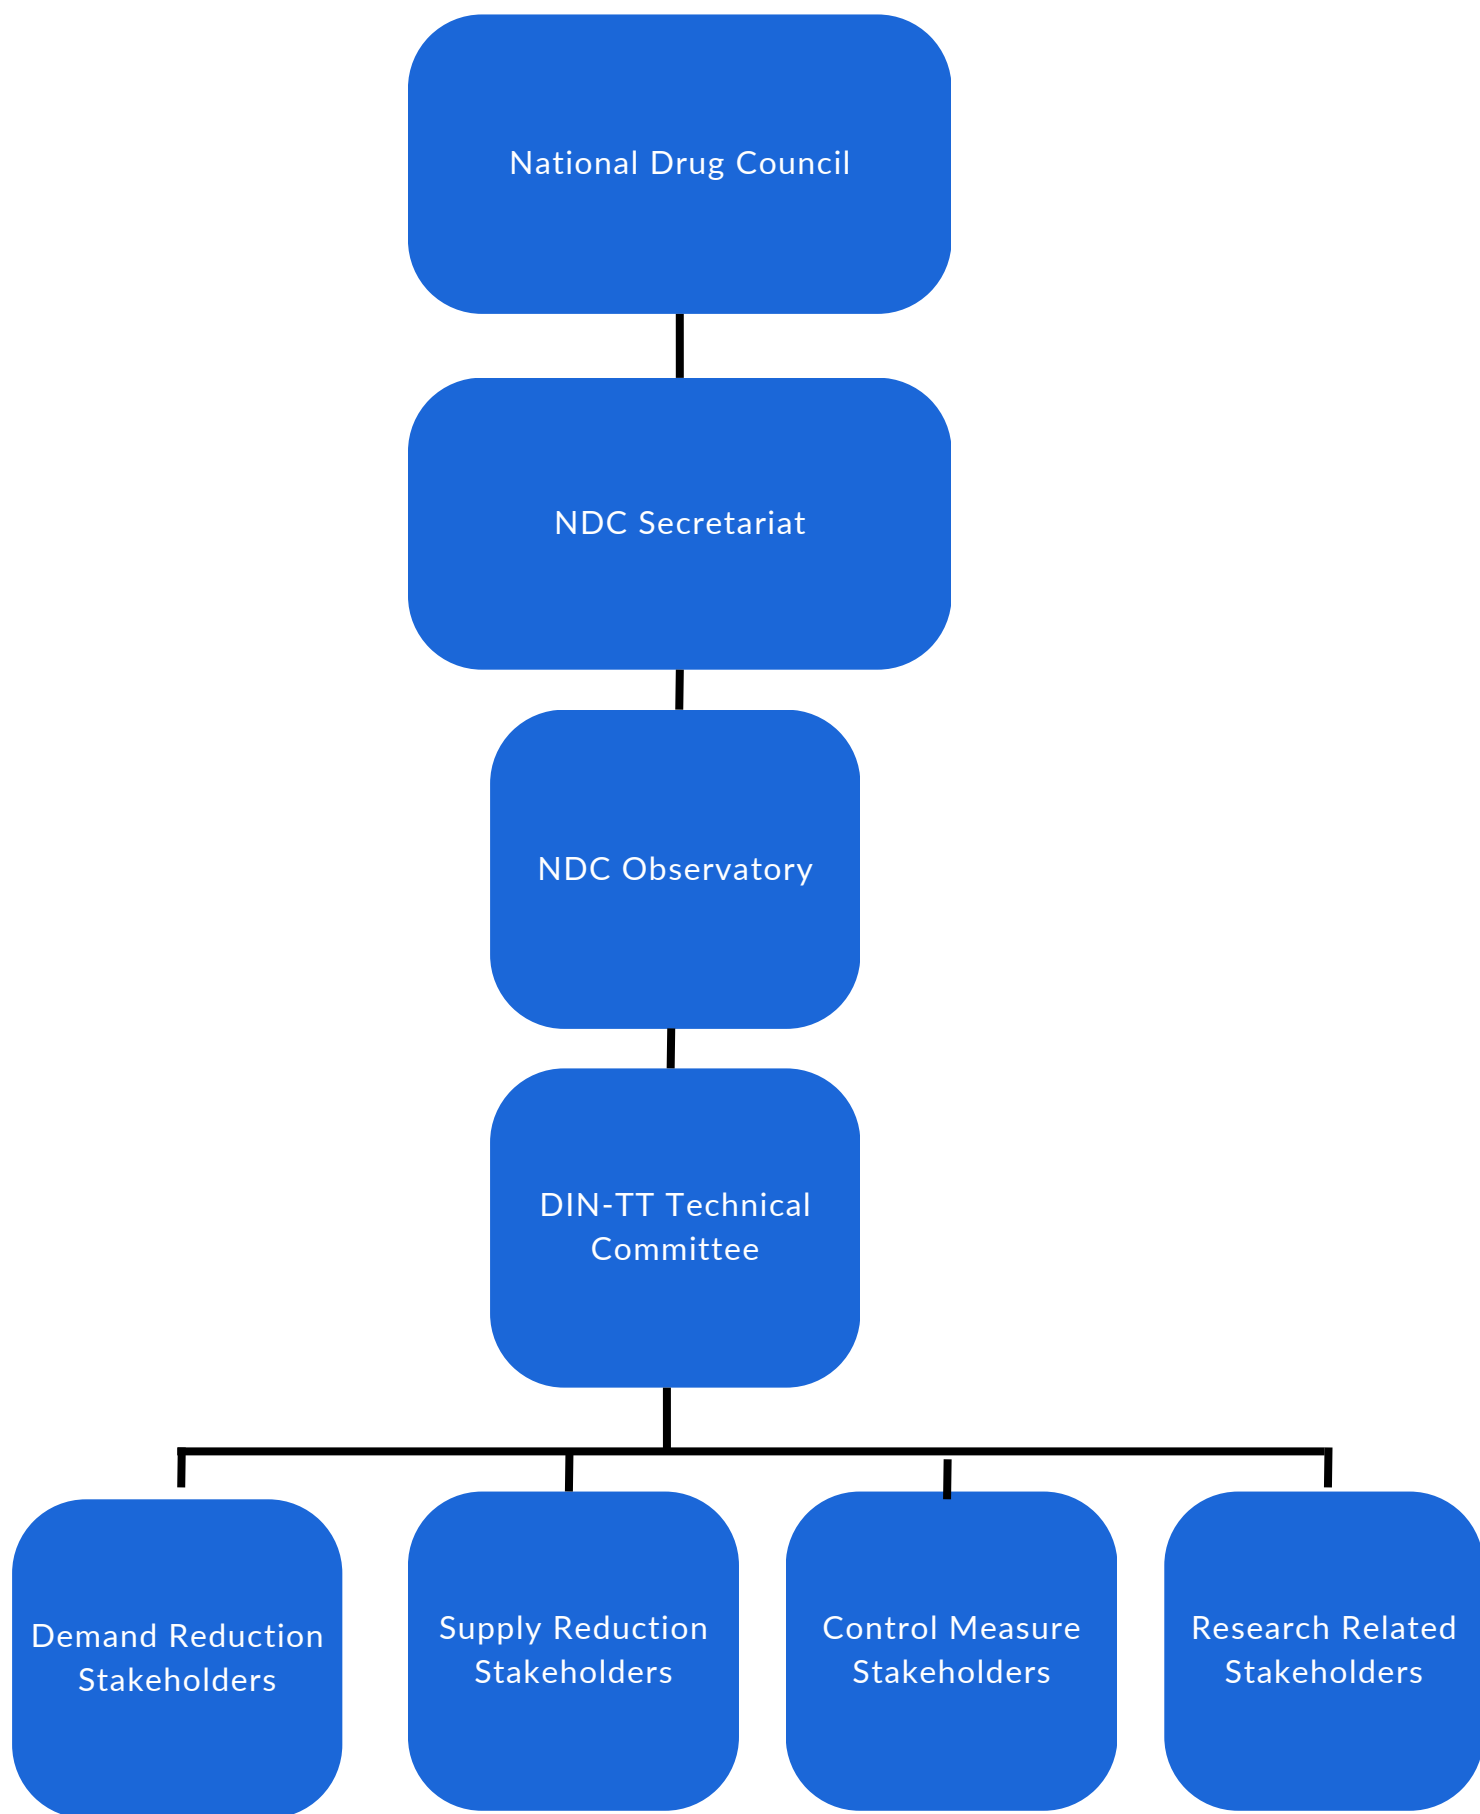 National Drug Council
NDC Secretariat
NDC Observatory
DIN-TT Technical
Committee
Demand Reduction
Stakeholders
Supply Reduction
Stakeholders
Control Measure
Stakeholders
Research Related
Stakeholders